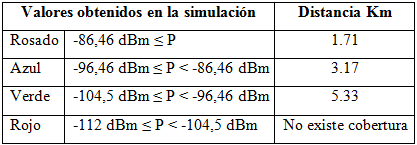 Valores obtenidos en la simulación Distancia Km
Rosado -86,46 dBm ≤ P 1.71
Azul -96,46 dBm ≤ P < -86,46 dBm 3.17
Verde -104,5 dBm ≤ P < -96,46 dBm 5.33
Rojo -112 dBm ≤ P < -104,5 dBm No existe cobertura